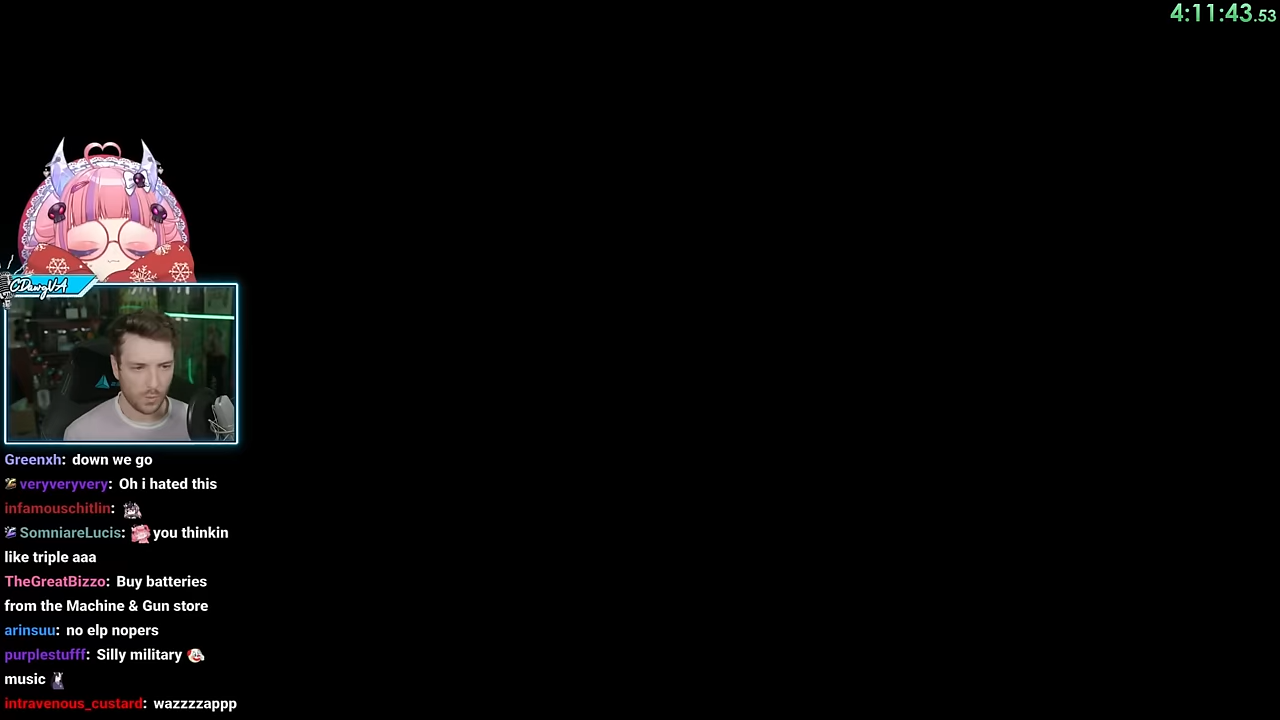 4:11:43.53
CDawgVA
Greenxh: down we go
veryveryvery: Oh i hated this
infamouschitlin:
SomniareLucis: you thinkin
like triple aaa
TheGreatBizzo: Buy batteries
from the Machine & Gun store
arinsuu: no elp nopers
purplestufff: Silly military
music
intravenous_custard: wazzzzappp